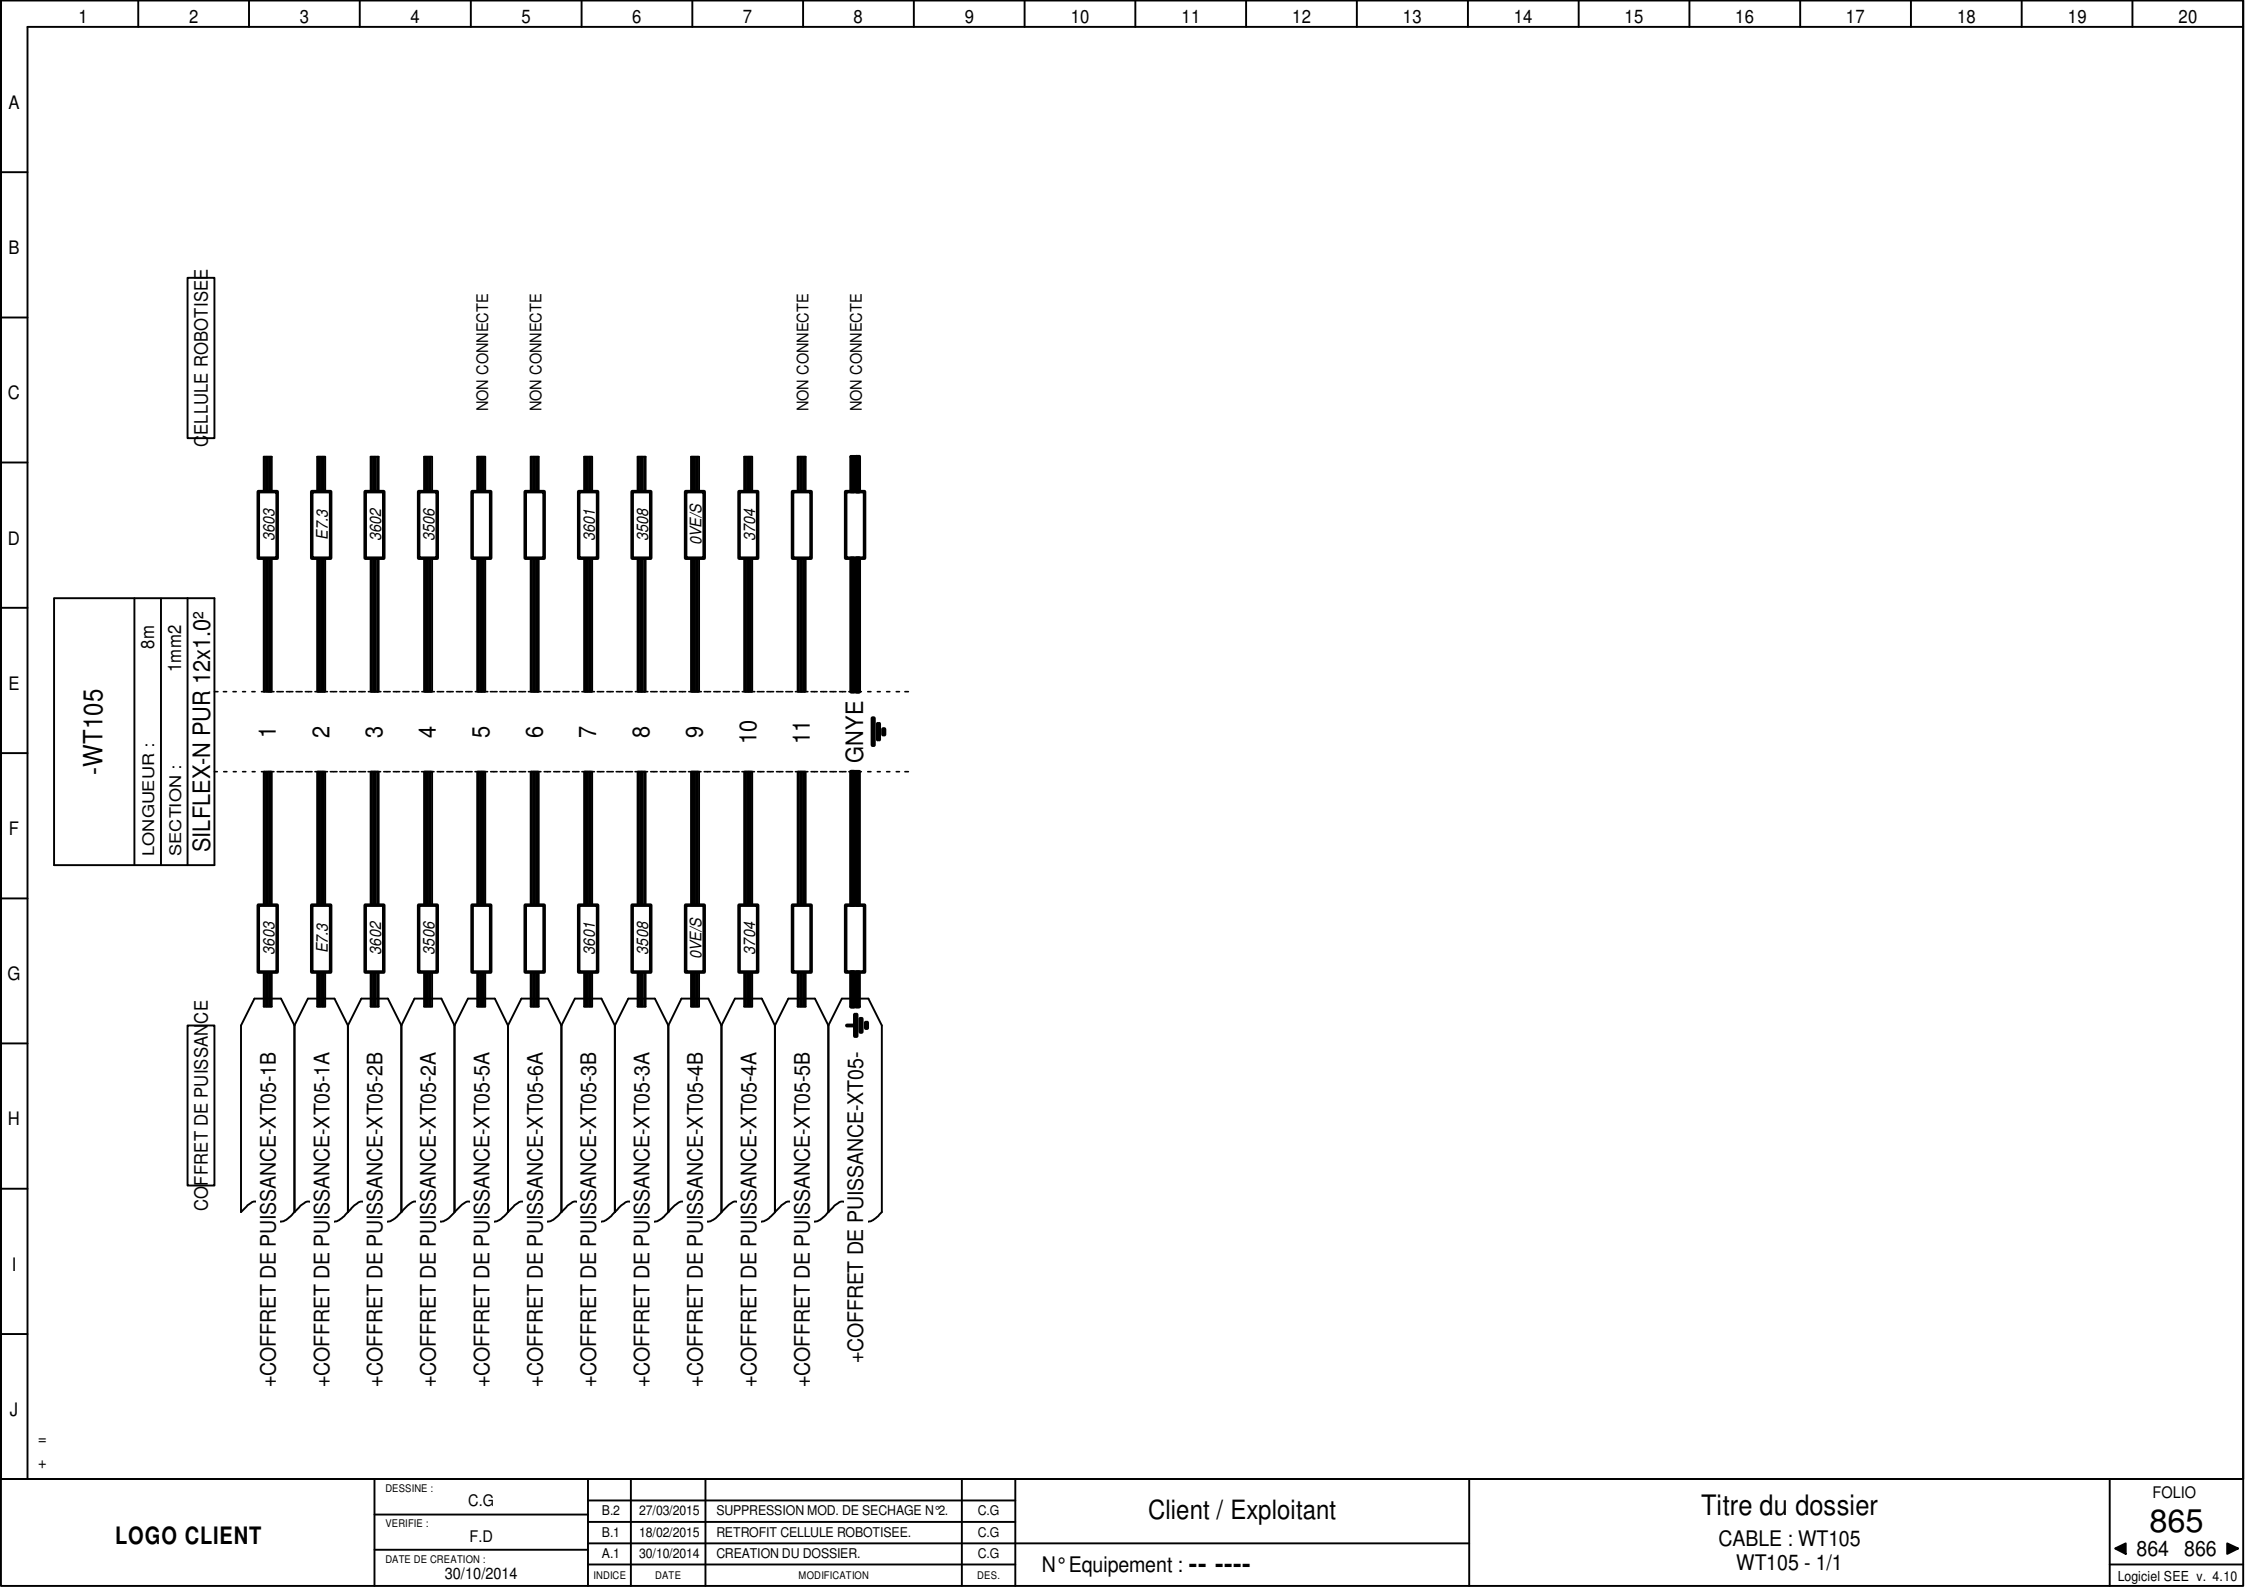 1 2 3 4 5 6 7 8 9 10 11 12 13 14 15 16 17 18 19 20
A
B
C
D
E
F
G
H
I
J
CELLULE ROBOTISEE
NON CONNECTE
NON CONNECTE
NON CONNECTE
NON CONNECTE
3603 E7.3 3602 3506 3601 3508 0VE/S 3704
-WT105
LONGUEUR : 8m
SECTION : 1mm2
SILFLEX-N PUR 12x1.0²
1 2 3 4 5 6 7 8 9 10 11 GNYE
3603 E7.3 3602 3506 3601 3508 0VE/S 3704
COFFRET DE PUISSANCE
+COFFRET DE PUISSANCE-XT05-1B
+COFFRET DE PUISSANCE-XT05-1A
+COFFRET DE PUISSANCE-XT05-2B
+COFFRET DE PUISSANCE-XT05-2A
+COFFRET DE PUISSANCE-XT05-5A
+COFFRET DE PUISSANCE-XT05-6A
+COFFRET DE PUISSANCE-XT05-3B
+COFFRET DE PUISSANCE-XT05-3A
+COFFRET DE PUISSANCE-XT05-4B
+COFFRET DE PUISSANCE-XT05-4A
+COFFRET DE PUISSANCE-XT05-5B
+COFFRET DE PUISSANCE-XT05-
=
+
LOGO CLIENT
DESSINE :
C.G
VERIFIE :
F.D
DATE DE CREATION :
30/10/2014
B.2 27/03/2015 SUPPRESSION MOD. DE SECHAGE N°2. C.G
B.1 18/02/2015 RETROFIT CELLULE ROBOTISEE. C.G
A.1 30/10/2014 CREATION DU DOSSIER. C.G
INDICE DATE MODIFICATION DES.
Client / Exploitant
N° Equipement : -- ----
Titre du dossier
CABLE : WT105
WT105 - 1/1
FOLIO
865
◄ 864 866 ►
Logiciel SEE v. 4.10